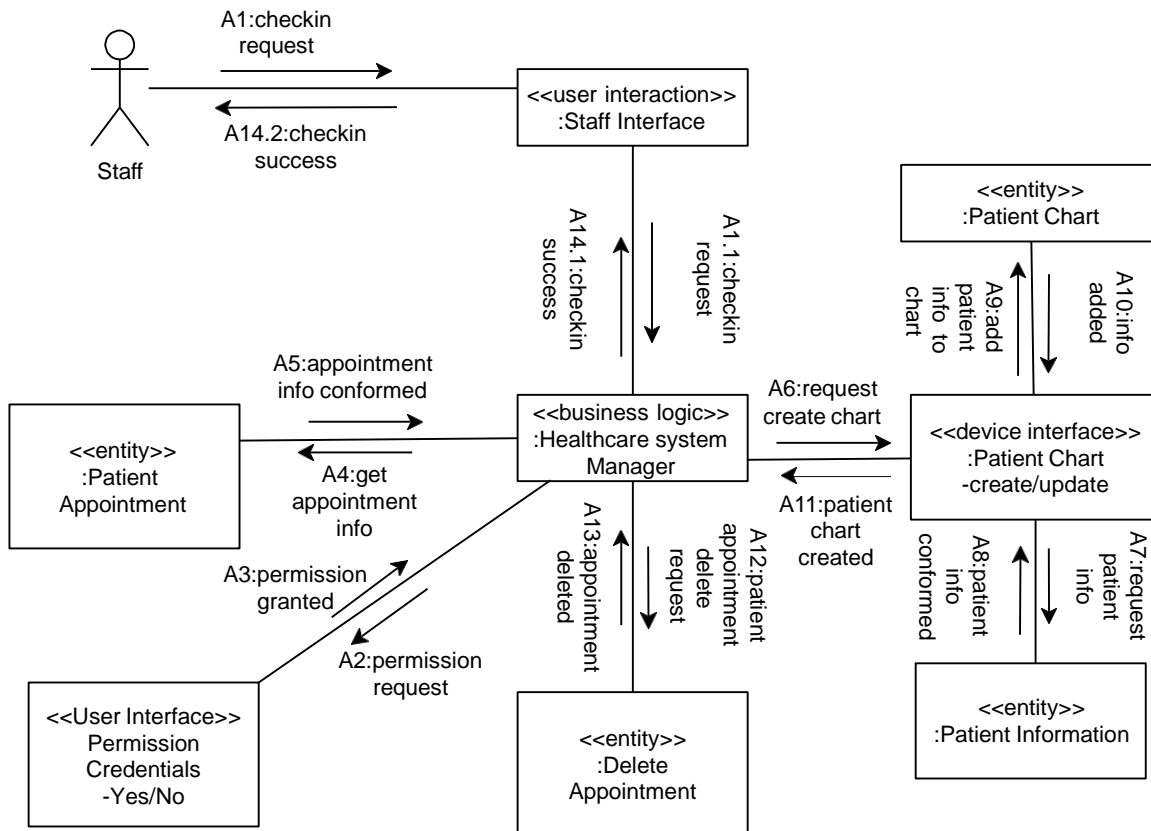 A1:checkin
request
A14.2:checkin
success
Staff
<<user interaction>>
:Staff Interface
A14.1:checkin
success
A1.1:checkin
request
<<entity>>
:Patient Chart
A9:add
patient
info to
chart
A10:info
added
A5:appointment
info conformed
<<entity>>
:Patient
Appointment
A4:get
appointment
info
<<business logic>>
:Healthcare system
Manager
A6:request
create chart
A11:patient
chart
created
<<device interface>>
:Patient Chart
-create/update
A3:permission
granted
A2:permission
request
A13:appointment
deleted
A12:patient
appointment
delete
request
A8:patient
info
conformed
A7:request
patient
info
<<User Interface>>
Permission
Credentials
-Yes/No
<<entity>>
:Delete
Appointment
<<entity>>
:Patient Information